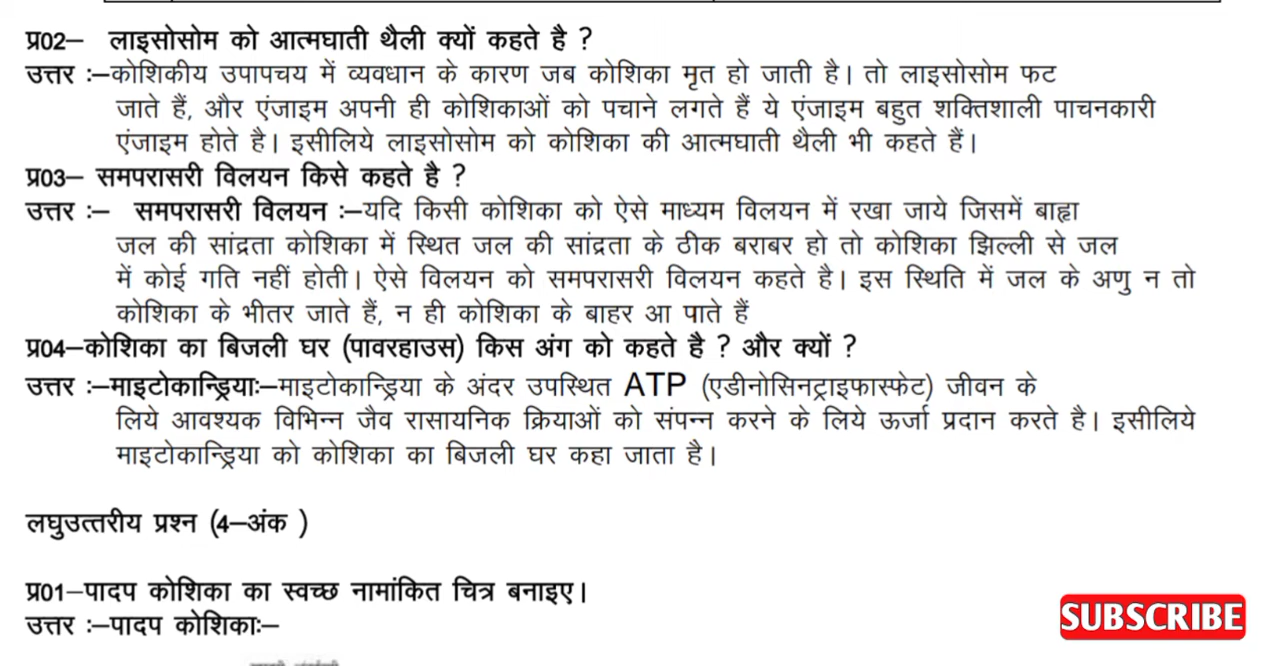 प्र02– लाइसोसोम को आत्मघाती थैली क्यों कहते है ?
उत्तर :–कोशिकीय उपापचय में व्यवधान के कारण जब कोशिका मृत हो जाती है। तो लाइसोसोम फट
जाते हैं, और एंजाइम अपनी ही कोशिकाओं को पचाने लगते हैं ये एंजाइम बहुत शक्तिशाली पाचनकारी
एंजाइम होते है। इसीलिये लाइसोसोम को कोशिका की आत्मघाती थैली भी कहते हैं।
प्र03– समपरासरी विलयन किसे कहते है ?
उत्तर :– समपरासरी विलयन :–यदि किसी कोशिका को ऐसे माध्यम विलयन में रखा जाये जिसमें बाहृा
जल की सांद्रता कोशिका में स्थित जल की सांद्रता के ठीक बराबर हो तो कोशिका झिल्ली से जल
में कोई गति नहीं होती। ऐसे विलयन को समपरासरी विलयन कहते है। इस स्थिति में जल के अणु न तो
कोशिका के भीतर जाते हैं, न ही कोशिका के बाहर आ पाते हैं
प्र04–कोशिका का बिजली घर (पावरहाउस) किस अंग को कहते है ? और क्यों ?
उत्तर :–माइटोकान्ड्रियाः–माइटोकान्ड्रिया के अंदर उपस्थित ATP (एडीनोसिनट्राइफास्फेट) जीवन के
लिये आवश्यक विभिन्न जैव रासायनिक क्रियाओं को संपन्न करने के लिये ऊर्जा प्रदान करते है। इसीलिये
माइटोकान्ड्रिया को कोशिका का बिजली घर कहा जाता है।
लघुउत्तरीय प्रश्न (4–अंक )
प्र01–पादप कोशिका का स्वच्छ नामांकित चित्र बनाइए।
उत्तर :–पादप कोशिकाः–
SUBSCRIBE